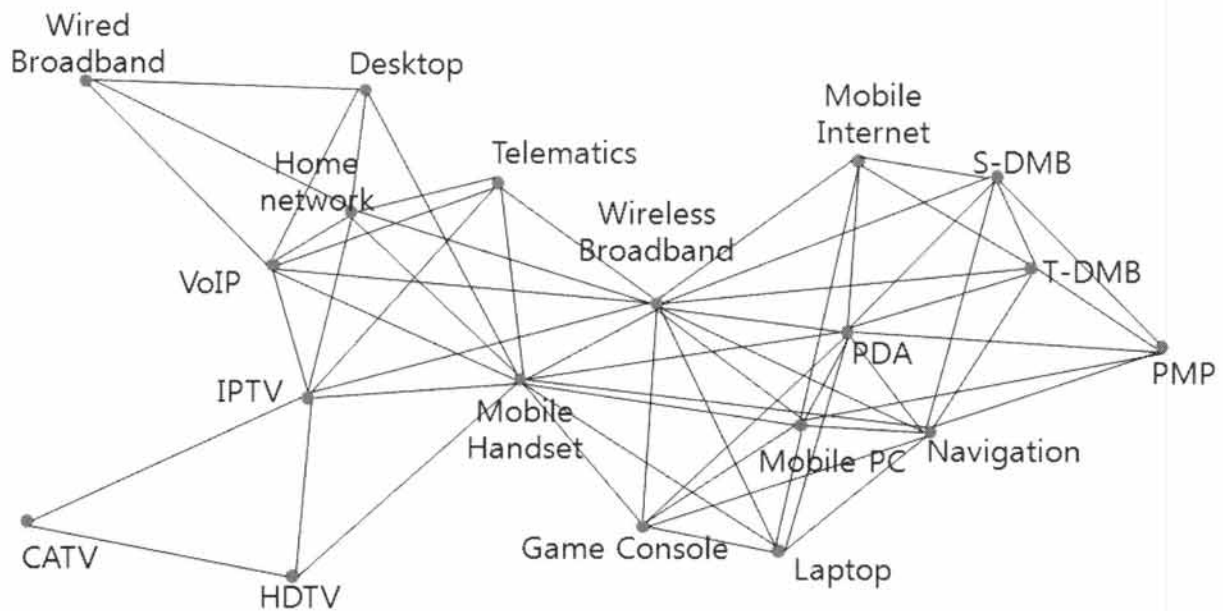 Wired
Broadband
Desktop
Mobile
Internet
Telematics
S-DMB
Home
network
Wireless
Broadband
VoIP
T-DMB
PDA
PMP
IPTV
Mobile
Handset
Mobile PC
Navigation
Game Console
CATV
Laptop
HDTV